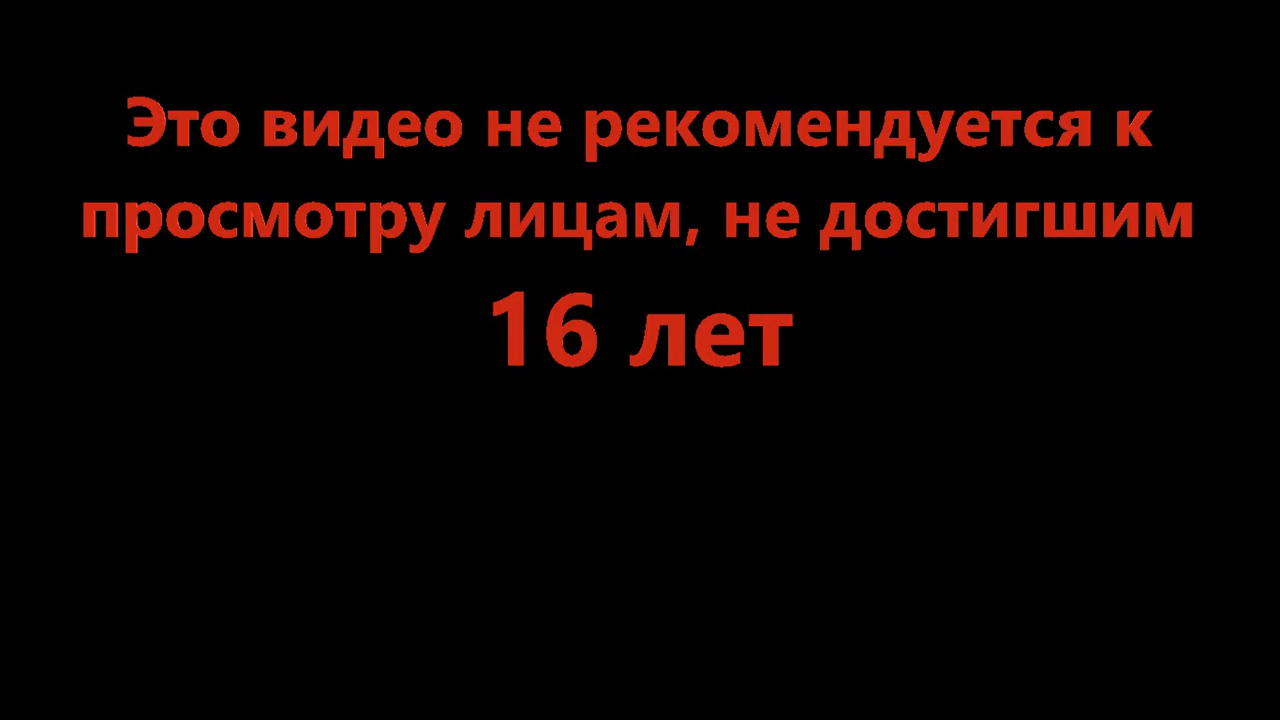 Это видео не рекомендуется к
просмотру лицам, не достигшим
16 лет